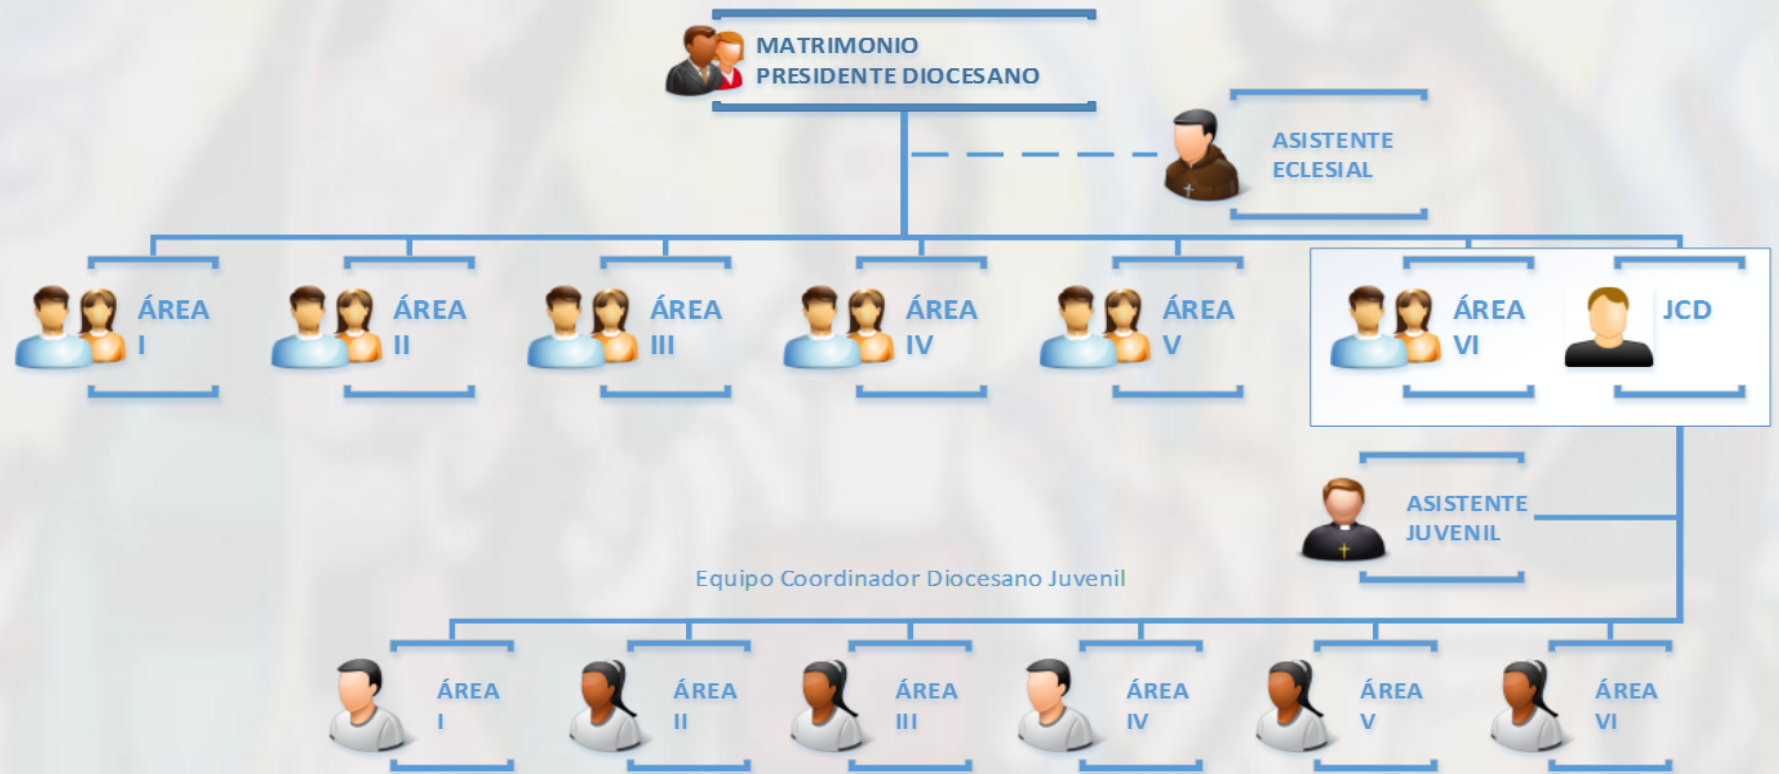 MATRIMONIO
PRESIDENTE DIOCESANO
ASISTENTE
ECLESIAL
ÁREA
I
ÁREA
II
ÁREA
III
ÁREA
IV
ÁREA
V
ÁREA
VI
JCD
ASISTENTE
JUVENIL
Equipo Coordinador Diocesano Juvenil
ÁREA
I
ÁREA
II
ÁREA
III
ÁREA
IV
ÁREA
V
ÁREA
VI